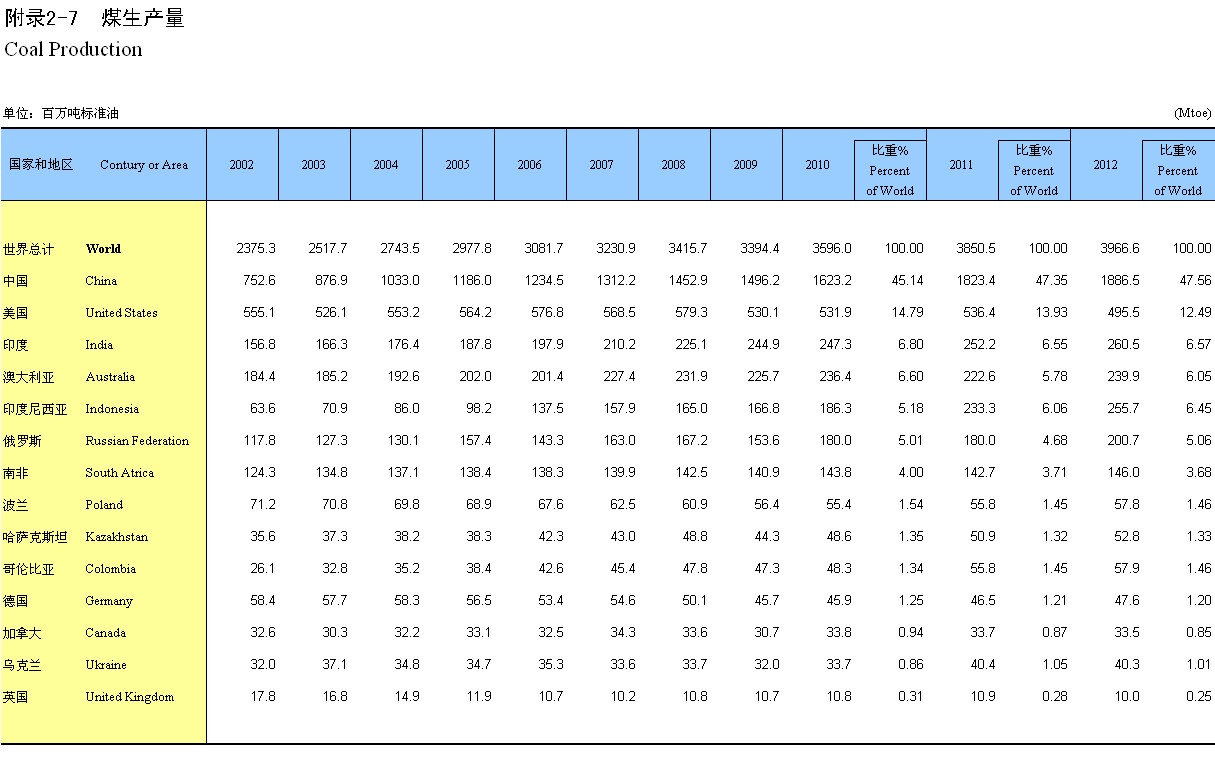 附录2-7 煤生产量
Coal Production
单位：百万吨标准油 (Mtoe)
国家和地区 Contury or Area 2002 2003 2004 2005 2006 2007 2008 2009 2010 比重% Percent of World 2011 比重% Percent of World 2012 比重% Percent of World
世界总计 World 2375.3 2517.7 2743.5 2977.8 3081.7 3230.9 3415.7 3394.4 3596.0 100.00 3850.5 100.00 3966.6 100.00
中国 China 752.6 876.9 1033.0 1186.0 1234.5 1312.2 1452.9 1496.2 1623.2 45.14 1823.4 47.35 1886.5 47.56
美国 United States 555.1 526.1 553.2 564.2 576.8 568.5 579.3 530.1 531.9 14.79 536.4 13.93 495.5 12.49
印度 India 156.8 166.3 176.4 187.8 197.9 210.2 225.1 244.9 247.3 6.80 252.2 6.55 260.5 6.57
澳大利亚 Australia 184.4 185.2 192.6 202.0 201.4 227.4 231.9 225.7 236.4 6.60 222.6 5.78 239.9 6.05
印度尼西亚 Indonesia 63.6 70.9 86.0 98.2 137.5 157.9 165.0 166.8 186.3 5.18 233.3 6.06 255.7 6.45
俄罗斯 Russian Federation 117.8 127.3 130.1 157.4 143.3 163.0 167.2 153.6 180.0 5.01 180.0 4.68 200.7 5.06
南非 South Atrica 124.3 134.8 137.1 138.4 138.3 139.9 142.5 140.9 143.8 4.00 142.7 3.71 146.0 3.68
波兰 Poland 71.2 70.8 69.8 68.9 67.6 62.5 60.9 56.4 55.4 1.54 55.8 1.45 57.8 1.46
哈萨克斯坦 Kazakhstan 35.6 37.3 38.2 38.3 42.3 43.0 48.8 44.3 48.6 1.35 50.9 1.32 52.8 1.33
哥伦比亚 Colombia 26.1 32.8 35.2 38.4 42.6 45.4 47.8 47.3 48.3 1.34 55.8 1.45 57.9 1.46
德国 Germany 58.4 57.7 58.3 56.5 53.4 54.6 50.1 45.7 45.9 1.25 46.5 1.21 47.6 1.20
加拿大 Canada 32.6 30.3 32.2 33.1 32.5 34.3 33.6 30.7 33.8 0.94 33.7 0.87 33.5 0.85
乌克兰 Ukraine 32.0 37.1 34.8 34.7 35.3 33.6 33.7 32.0 33.7 0.86 40.4 1.05 40.3 1.01
英国 United Kingdom 17.8 16.8 14.9 11.9 10.7 10.2 10.8 10.7 10.8 0.31 10.9 0.28 10.0 0.25